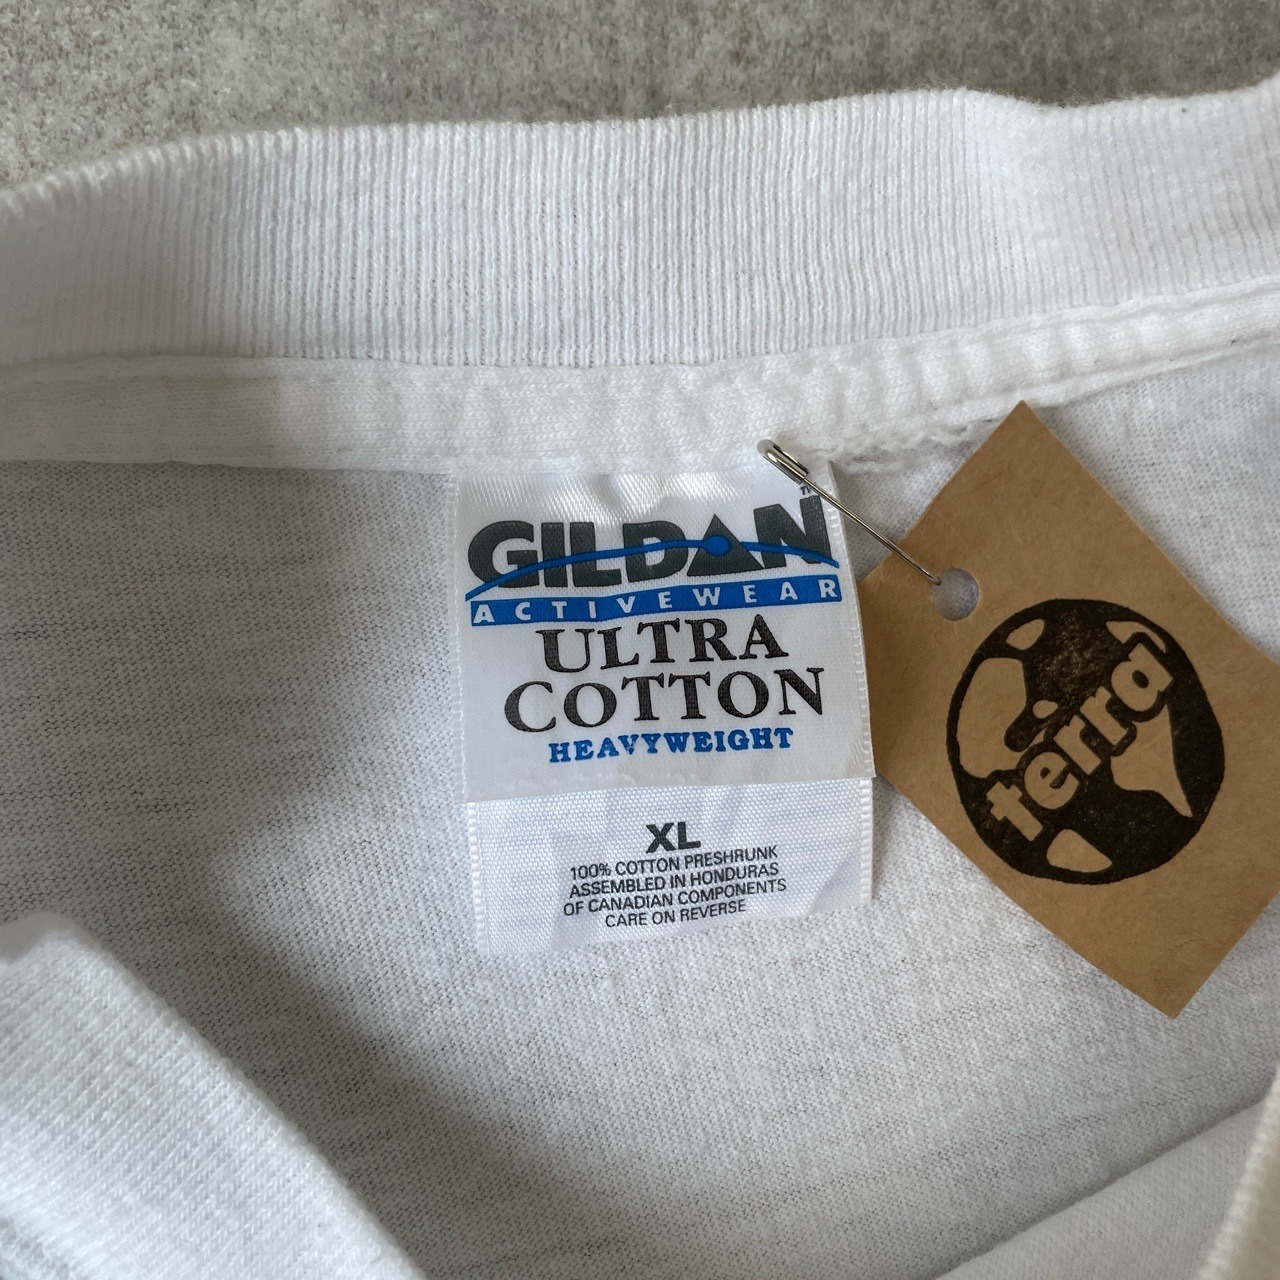 GILDAN TM
ACTIVEWEAR
ULTRA
COTTON
HEAVYWEIGHT
XL
100% COTTON PRESHRUNK
ASSEMBLED IN HONDURAS
OF CANADIAN COMPONENTS
CARE ON REVERSE
terra